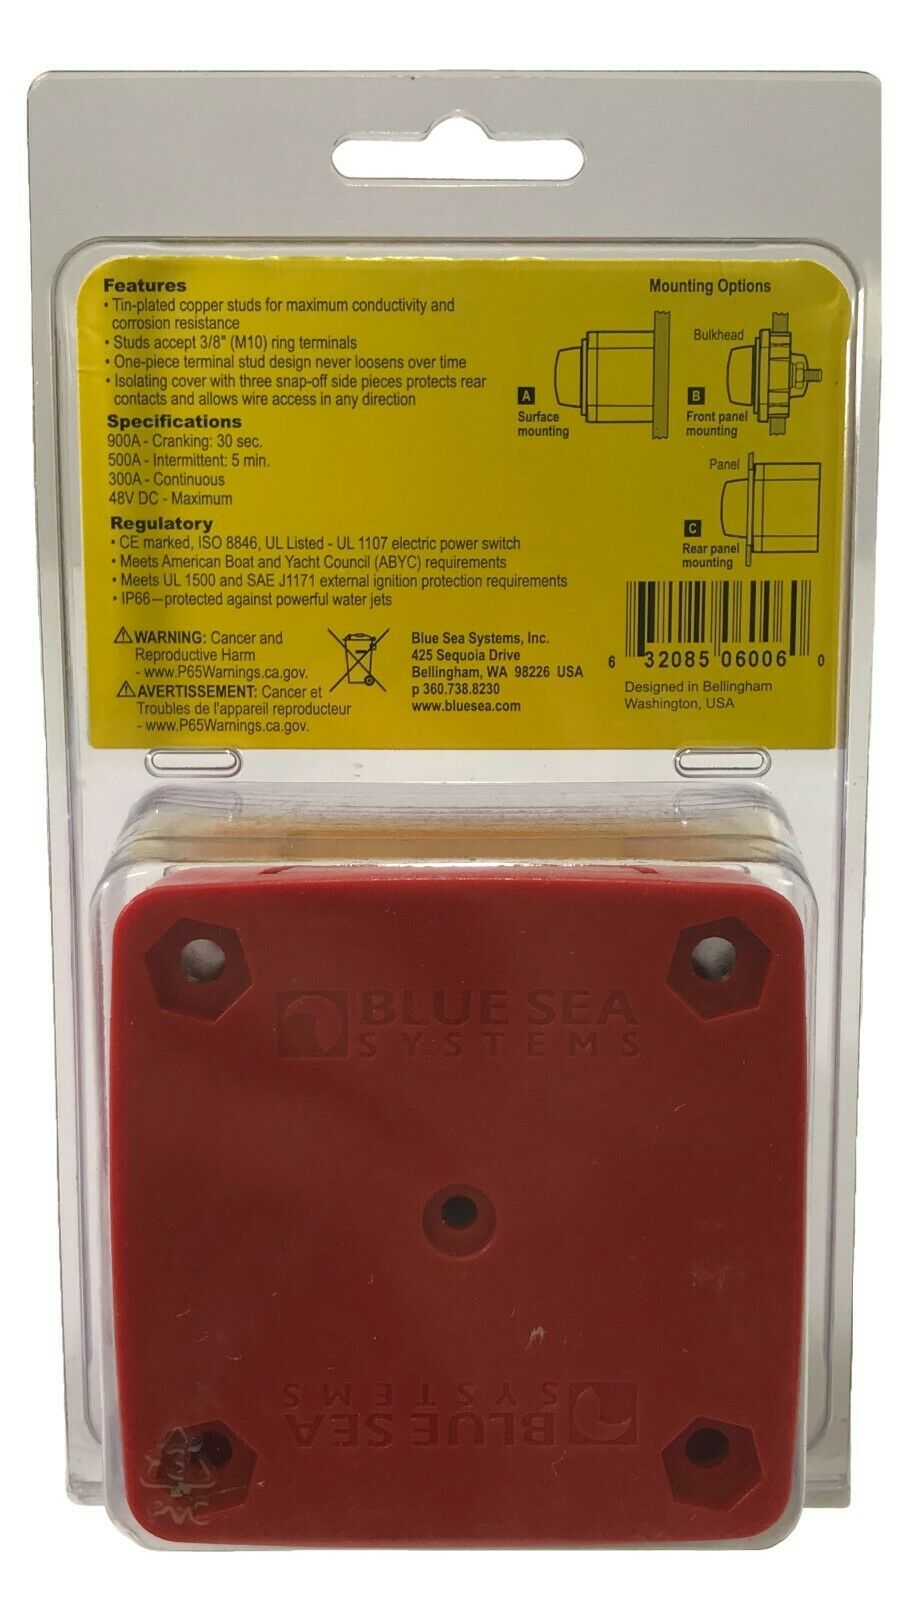 Features
• Tin-plated copper studs for maximum conductivity and
corrosion resistance
• Studs accept 3/8" (M10) ring terminals
• One-piece terminal stud design never loosens over time
• Isolating cover with three snap-off side pieces protects rear
contacts and allows wire access in any direction
Specifications
900A - Cranking: 30 sec.
500A - Intermittent: 5 min.
300A - Continuous
48V DC - Maximum
Regulatory
• CE marked, ISO 8846, UL Listed - UL 1107 electric power switch
• Meets American Boat and Yacht Council (ABYC) requirements
• Meets UL 1500 and SAE J1171 external ignition protection requirements
• IP66—protected against powerful water jets
Mounting Options
A
Surface
mounting
Bulkhead
B
Front panel
mounting
Panel
C
Rear panel
mounting
⚠WARNING: Cancer and
Reproductive Harm
- www.P65Warnings.ca.gov.
⚠AVERTISSEMENT: Cancer et
Troubles de l'appareil reproducteur
- www.P65Warnings.ca.gov.
Blue Sea Systems, Inc.
425 Sequoia Drive
Bellingham, WA 98226 USA
p 360.738.8230
www.bluesea.com
6 32085 06006 0
Designed in Bellingham
Washington, USA
BLUE SEA
SYSTEMS
BLUE SEA
SYSTEMS